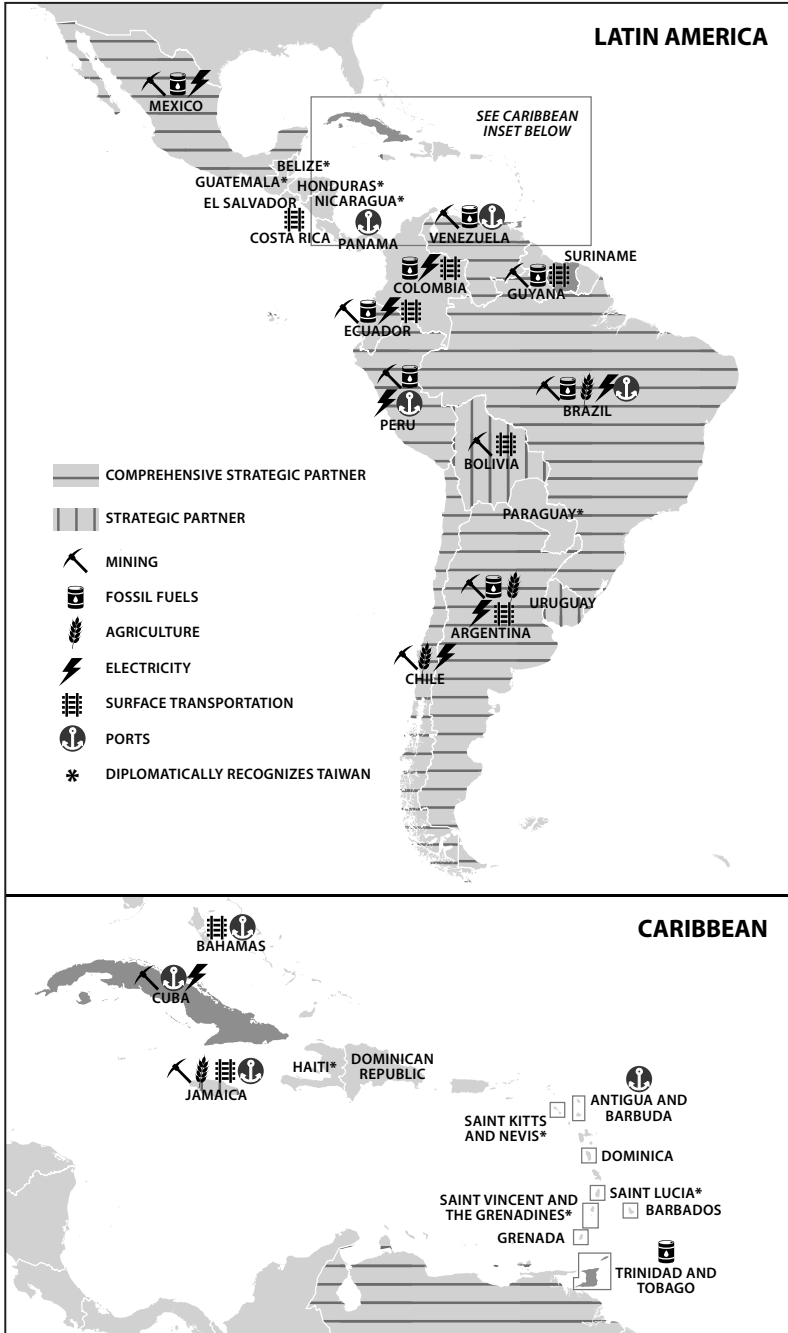 LATIN AMERICA
MEXICO
SEE CARIBBEAN
INSET BELOW
BELIZE*
GUATEMALA*
HONDURAS*
EL SALVADOR
NICARAGUA*
COSTA RICA
PANAMA
VENEZUELA
SURINAME
COLOMBIA
GUYANA
ECUADOR
BRAZIL
PERU
BOLIVIA
COMPREHENSIVE STRATEGIC PARTNER
STRATEGIC PARTNER
PARAGUAY*
MINING
FOSSIL FUELS
URUGUAY
AGRICULTURE
ARGENTINA
ELECTRICITY
CHILE
SURFACE TRANSPORTATION
PORTS
* DIPLOMATICALLY RECOGNIZES TAIWAN
CARIBBEAN
BAHAMAS
CUBA
HAITI*
DOMINICAN
REPUBLIC
JAMAICA
ANTIGUA AND
BARBUDA
SAINT KITTS
AND NEVIS*
DOMINICA
SAINT LUCIA*
SAINT VINCENT AND
THE GRENADINES*
BARBADOS
GRENADA
TRINIDAD AND
TOBAGO